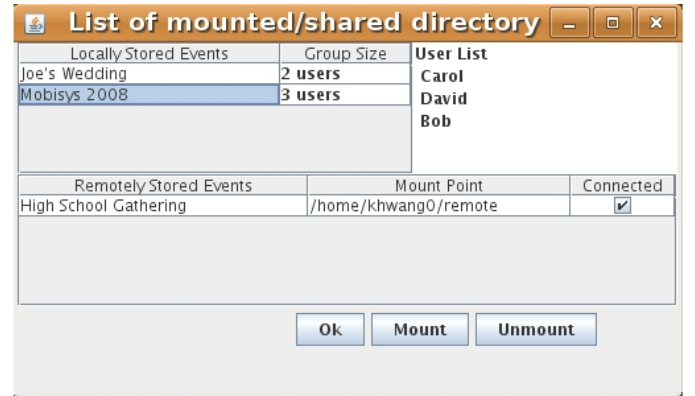 List of mounted/shared directory
Locally Stored Events Group Size User List
Joe's Wedding 2 users Carol
Mobisys 2008 3 users David
Bob
Remotely Stored Events Mount Point Connected
High School Gathering /home/khwang0/remote
Ok Mount Unmount